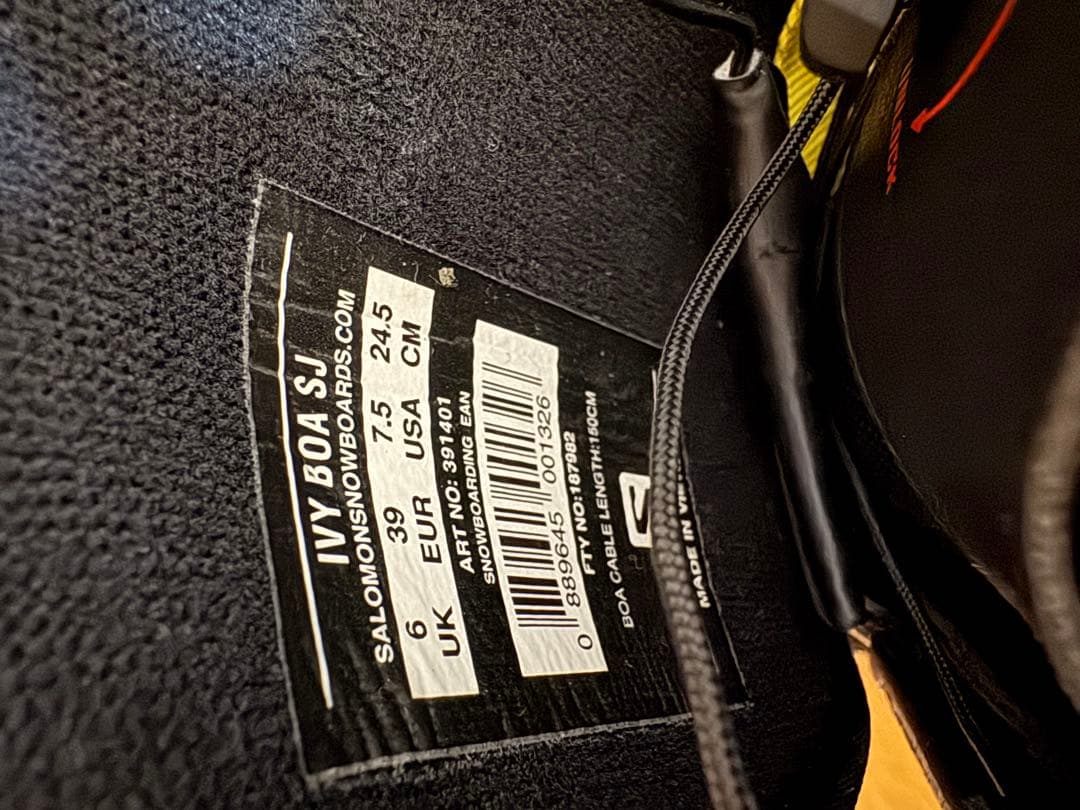 IVY BOA SJ
SALOMONSNOWBOARDS.COM
6 39 7.5 24.5
UK EUR USA CM
ART NO: 391401
SNOWBOARDING EAN
0 889645 001326
FTY NO:187982
BOA CABLE LENGTH:150CM
MADE IN